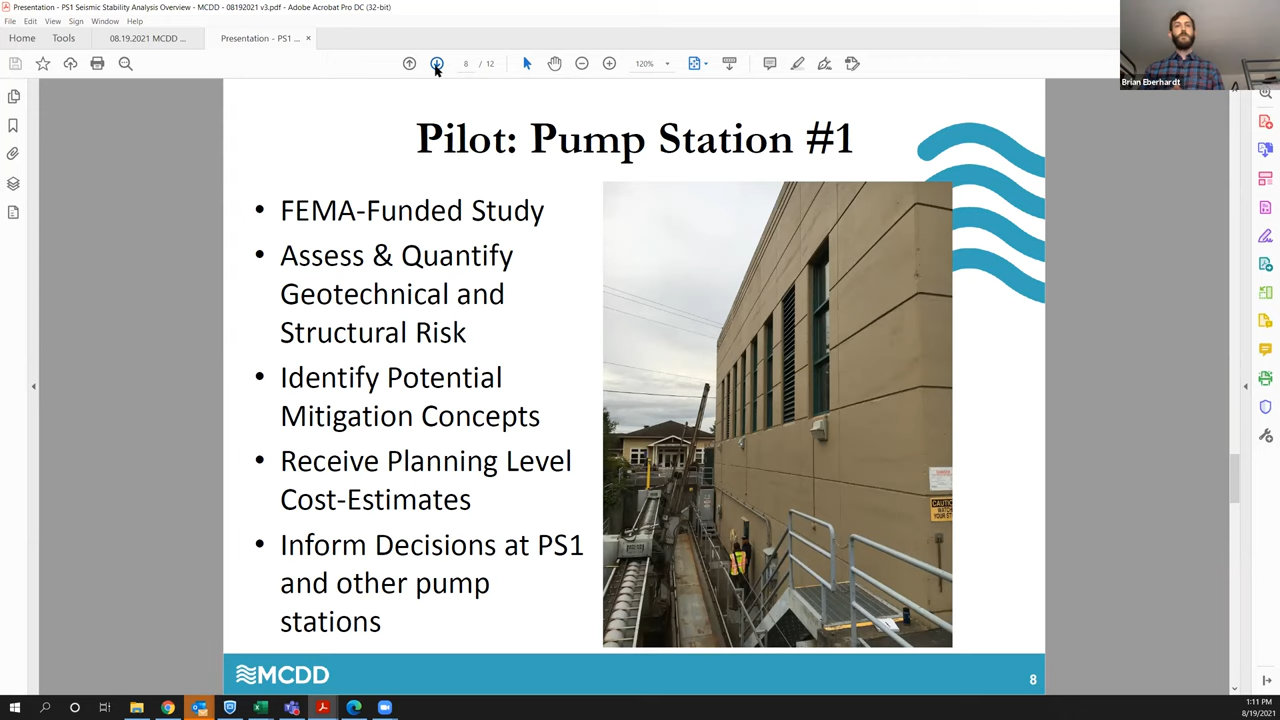 Presentation - PS1 Seismic Stability Analysis Overview - MCDD - 08192021 v3.pdf - Adobe Acrobat Pro DC (32-bit)
File Edit View Sign Window Help
Home Tools 08.19.2021 MCDD ... Presentation - PS1 ... ×
8 / 12 120%
Brian Eberhardt
Pilot: Pump Station #1
• FEMA-Funded Study
• Assess & Quantify
Geotechnical and
Structural Risk
• Identify Potential
Mitigation Concepts
• Receive Planning Level
Cost-Estimates
• Inform Decisions at PS1
and other pump
stations
CAUTION
WATCH
YOUR STEP
MCDD
8
1:11 PM
8/19/2021